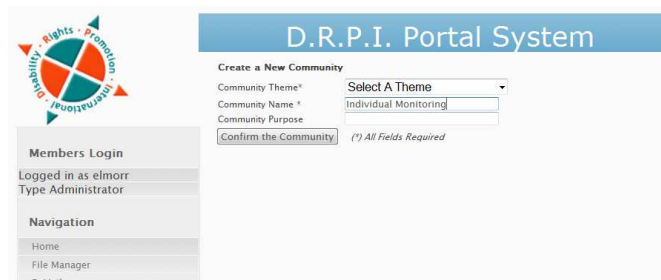 Disability Rights Promotion International
D.R.P.I. Portal System
Create a New Community
Community Theme* Select A Theme
Community Name * Individual Monitoring
Community Purpose
Confirm the Community (*) All Fields Required
Members Login
Logged in as elmorr
Type Administrator
Navigation
Home
File Manager